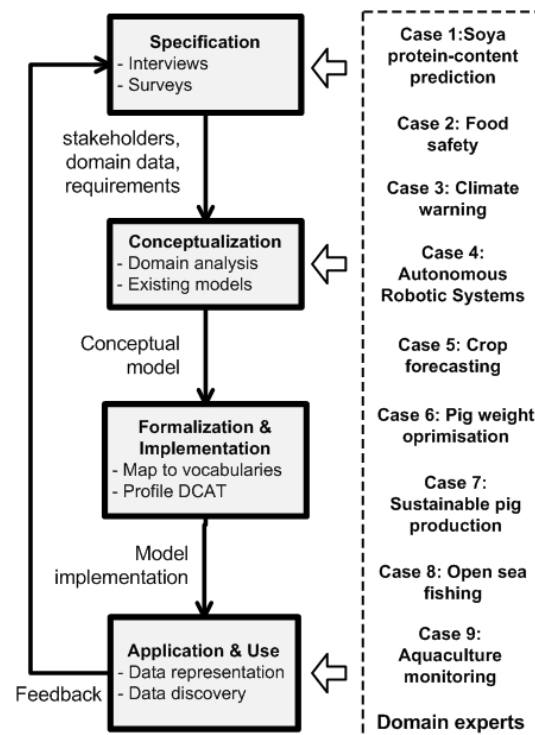 Specification
- Interviews
- Surveys
stakeholders,
domain data,
requirements
Conceptualization
- Domain analysis
- Existing models
Conceptual
model
Formalization &
Implementation
- Map to vocabularies
- Profile DCAT
Model
implementation
Application & Use
- Data representation
- Data discovery
Feedback
Case 1:Soya
protein-content
prediction
Case 2: Food
safety
Case 3: Climate
warning
Case 4:
Autonomous
Robotic Systems
Case 5: Crop
forecasting
Case 6: Pig weight
oprimisation
Case 7:
Sustainable pig
production
Case 8: Open sea
fishing
Case 9:
Aquaculture
monitoring
Domain experts